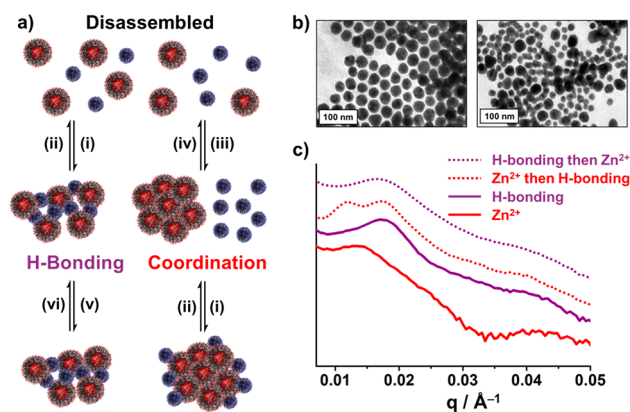 a)
Disassembled
(ii) (i) (iv) (iii)
H-Bonding Coordination
(vi) (v) (ii) (i)
b)
100 nm 100 nm
c)
H-bonding then Zn²⁺
Zn²⁺ then H-bonding
H-bonding
Zn²⁺
0.01 0.02 0.03 0.04 0.05
q / Å⁻¹